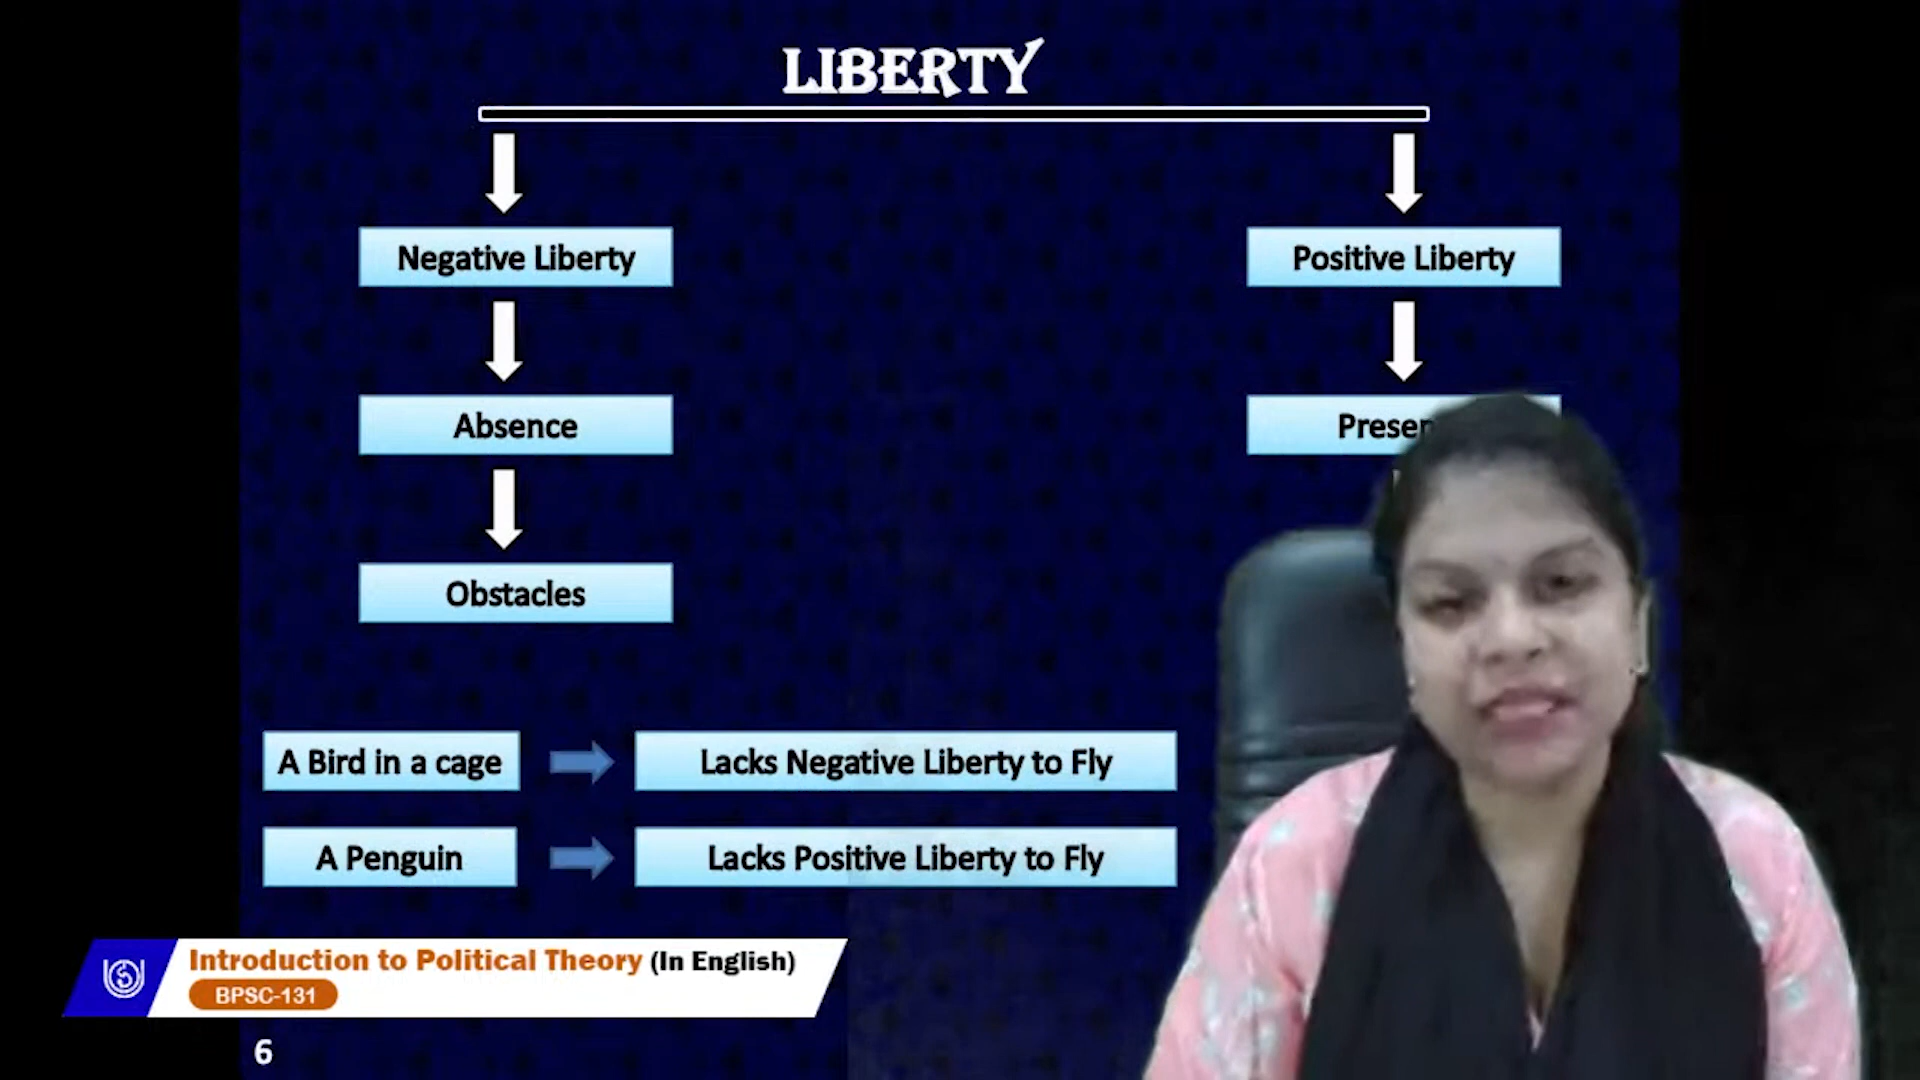 LIBERTY
Negative Liberty
Positive Liberty
Absence
Obstacles
A Bird in a cage
Lacks Negative Liberty to Fly
A Penguin
Lacks Positive Liberty to Fly
Introduction to Political Theory (In English)
BPSC-131
6